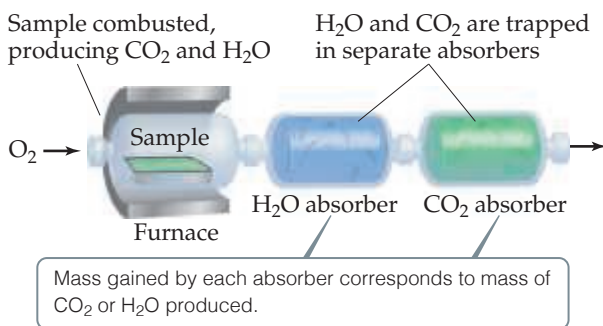 Sample combusted,
producing CO₂ and H₂O
H₂O and CO₂ are trapped
in separate absorbers
O₂
Sample
H₂O absorber
CO₂ absorber
Furnace
Mass gained by each absorber corresponds to mass of
CO₂ or H₂O produced.